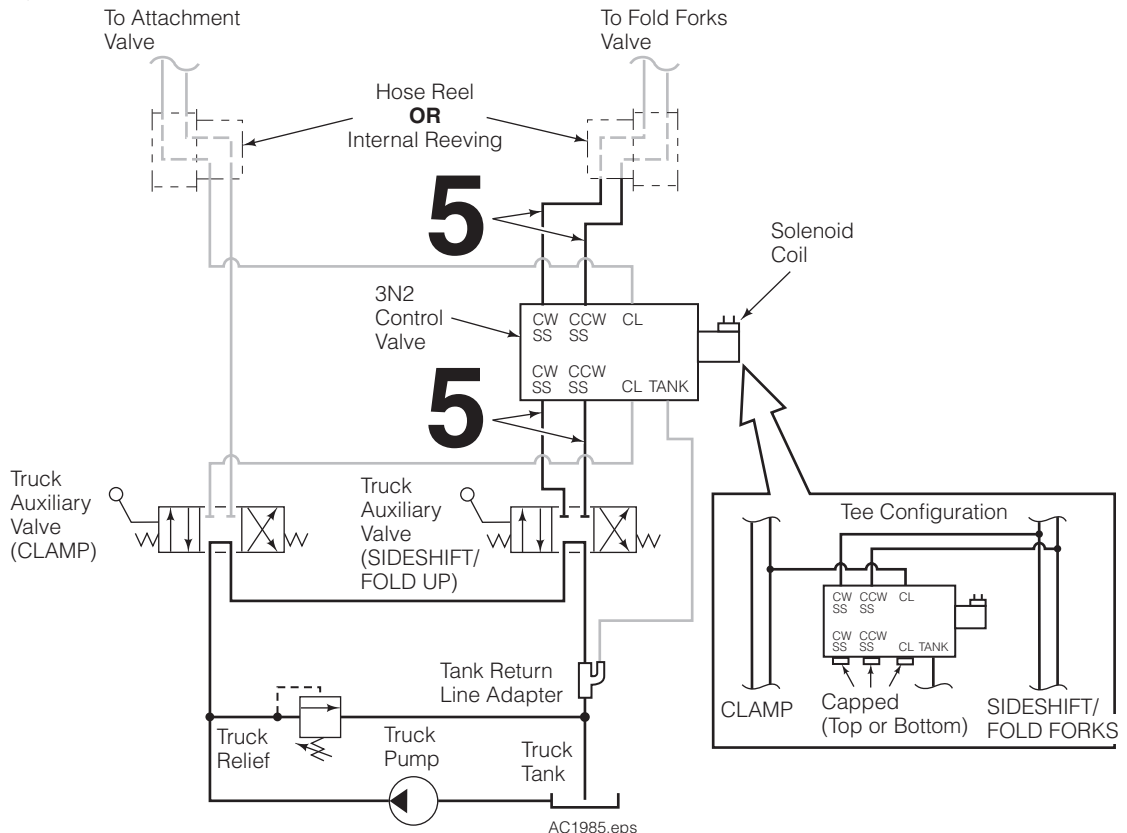 To Attachment
Valve
To Fold Forks
Valve
Hose Reel
OR
Internal Reeving
5
Solenoid
Coil
3N2
Control
Valve
CW
SS
CCW
SS
CL
CW
SS
CCW
SS
CL TANK
5
Truck
Auxiliary
Valve
(CLAMP)
Truck
Auxiliary
Valve
(SIDESHIFT/
FOLD UP)
Tee Configuration
CW
SS
CCW
SS
CL
CW
SS
CCW
SS
CL TANK
CLAMP
Capped
(Top or Bottom)
SIDESHIFT/
FOLD FORKS
Tank Return
Line Adapter
Truck
Relief
Truck
Pump
Truck
Tank
AC1985.eps